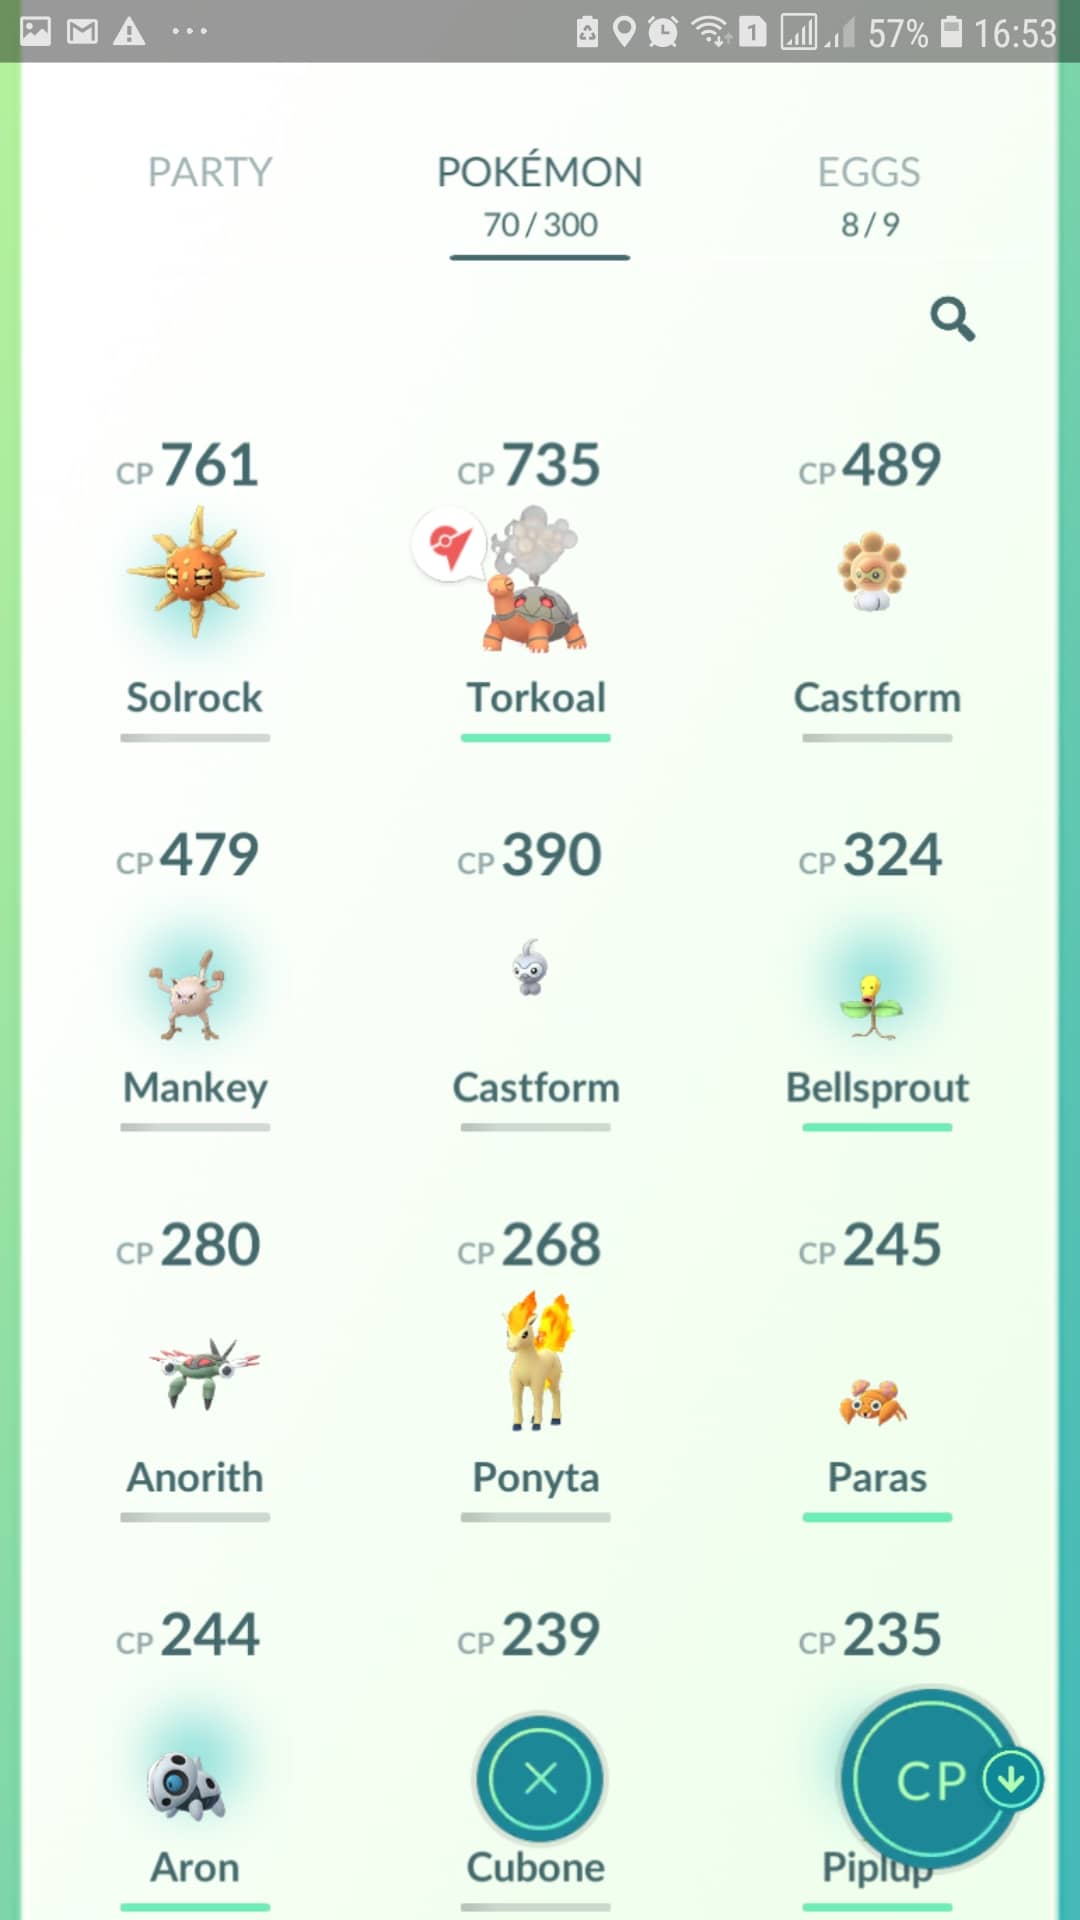 1 57% 16:53
PARTY POKÉMON EGGS
70 / 300 8 / 9
CP 761 CP 735 CP 489
Solrock Torkoal Castform
CP 479 CP 390 CP 324
Mankey Castform Bellsprout
CP 280 CP 268 CP 245
Anorith Ponyta Paras
CP 244 CP 239 CP 235
CP
Aron Cubone Piplup